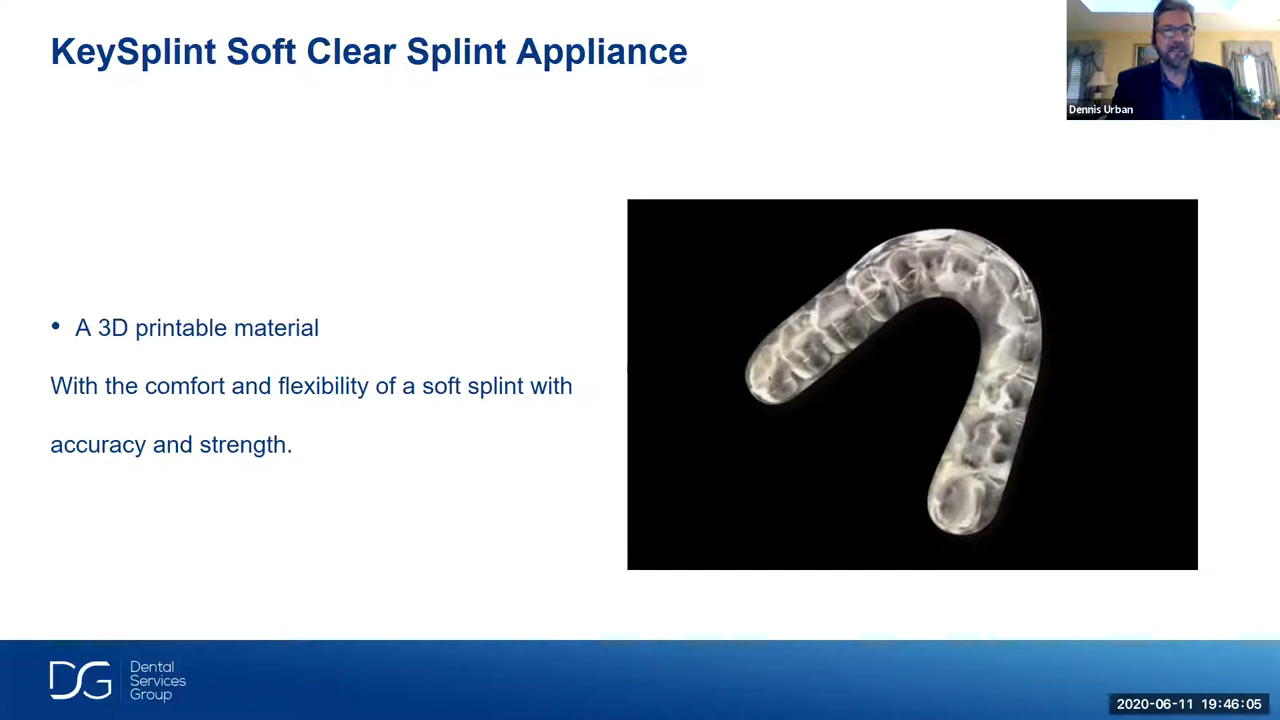 KeySplint Soft Clear Splint Appliance
Dennis Urban
• A 3D printable material
With the comfort and flexibility of a soft splint with
accuracy and strength.
DG
Dental
Services
Group
2020-06-11 19:46:05